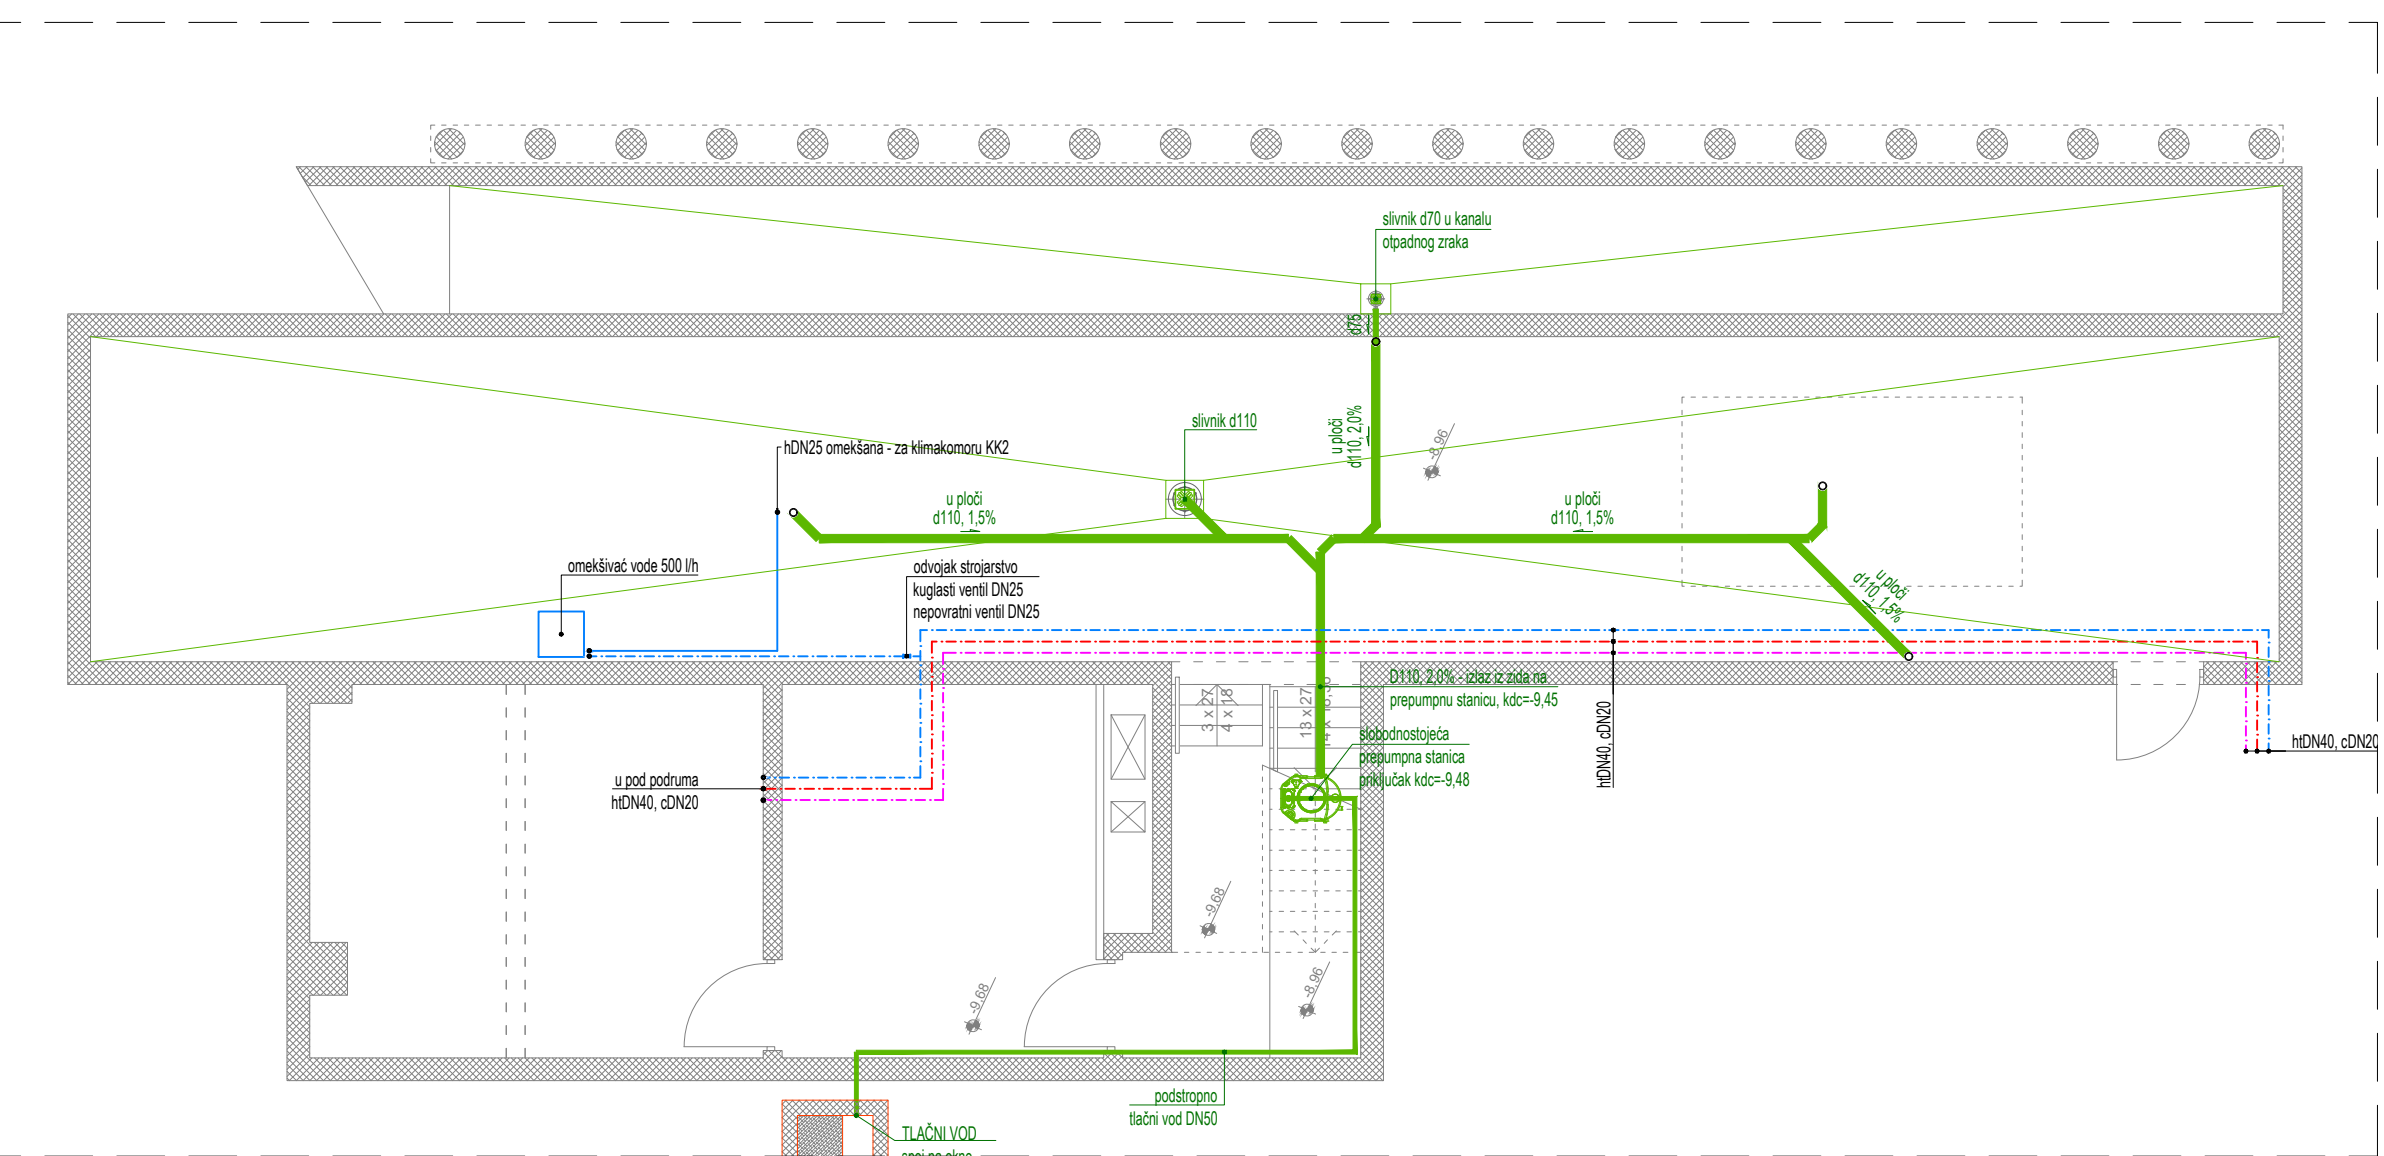 slivnik d70 u kanalu
otpadnog zraka
d75
slivnik d110
u ploči
d110, 2,0%
-8,96
hDN25 omekšana - za klimakomoru KK2
u ploči
d110, 1,5%
u ploči
d110, 1,5%
omekšivač vode 500 l/h
odvojak strojarstvo
kuglasti ventil DN25
nepovratni ventil DN25
u ploči
d110, 1,5%
D110, 2,0% - izlaz iz zida na
prepumpnu stanicu, kdc=-9,45
3 x 27
4 x 18
13 x 27
htDN40, cDN20
slobodnostojeća
prepumpna stanica
priključak kdc=-9,48
htDN40, cDN20
u pod podruma
htDN40, cDN20
-9,68
-9,68
-8,96
podstropno
tlačni vod DN50
TLAČNI VOD